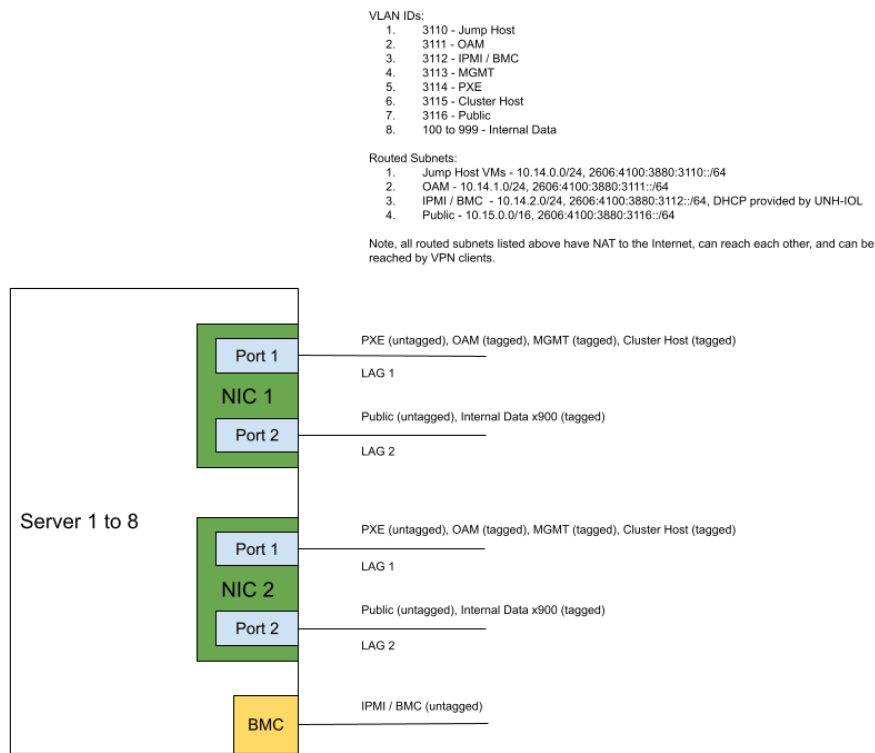 VLAN IDs:
1. 3110 - Jump Host
2. 3111 - OAM
3. 3112 - IPMI / BMC
4. 3113 - MGMT
5. 3114 - PXE
6. 3115 - Cluster Host
7. 3116 - Public
8. 100 to 999 - Internal Data
Routed Subnets:
1. Jump Host VMs - 10.14.0.0/24, 2606:4100:3880:3110::/64
2. OAM - 10.14.1.0/24, 2606:4100:3880:3111::/64
3. IPMI / BMC - 10.14.2.0/24, 2606:4100:3880:3112::/64, DHCP provided by UNH-IOL
4. Public - 10.15.0.0/16, 2606:4100:3880:3116::/64
Note, all routed subnets listed above have NAT to the Internet, can reach each other, and can be
reached by VPN clients.
Server 1 to 8
NIC 1
Port 1
PXE (untagged), OAM (tagged), MGMT (tagged), Cluster Host (tagged)
LAG 1
Port 2
Public (untagged), Internal Data x900 (tagged)
LAG 2
NIC 2
Port 1
PXE (untagged), OAM (tagged), MGMT (tagged), Cluster Host (tagged)
LAG 1
Port 2
Public (untagged), Internal Data x900 (tagged)
LAG 2
BMC
IPMI / BMC (untagged)